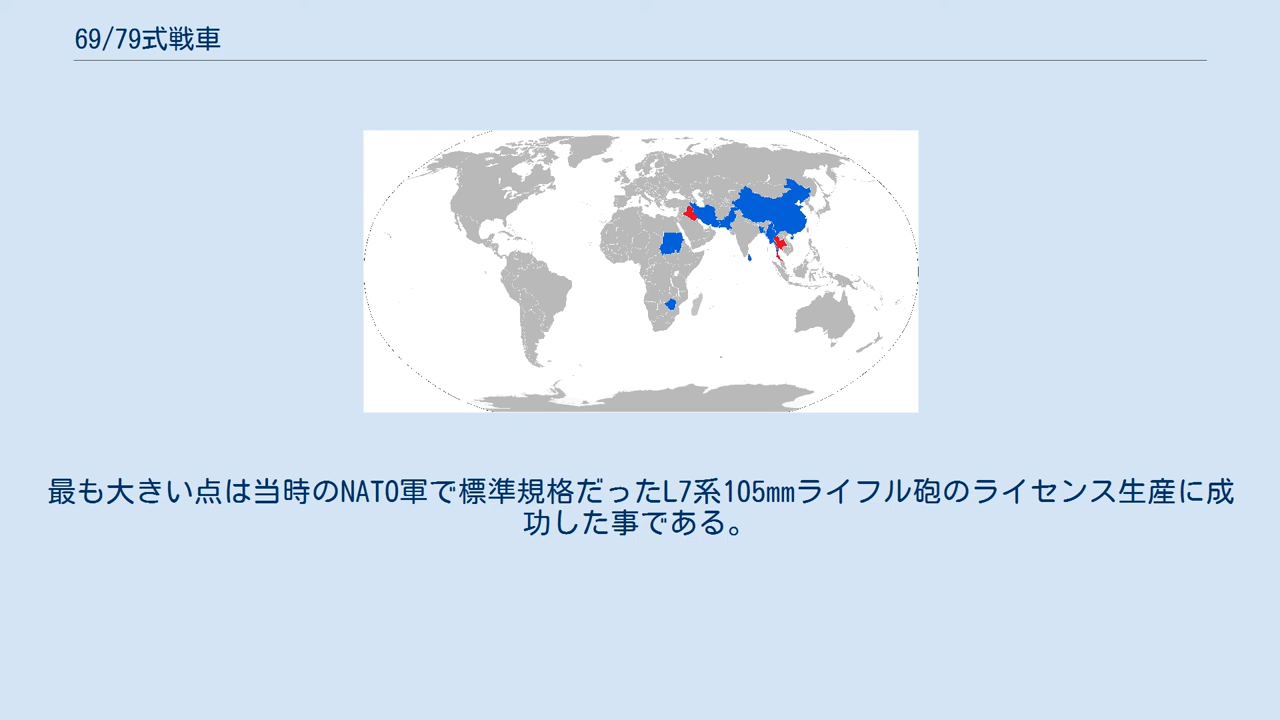 69/79式戦車
最も大きい点は当時のNATO軍で標準規格だったL7系105mmライフル砲のライセンス生産に成
功した事である。